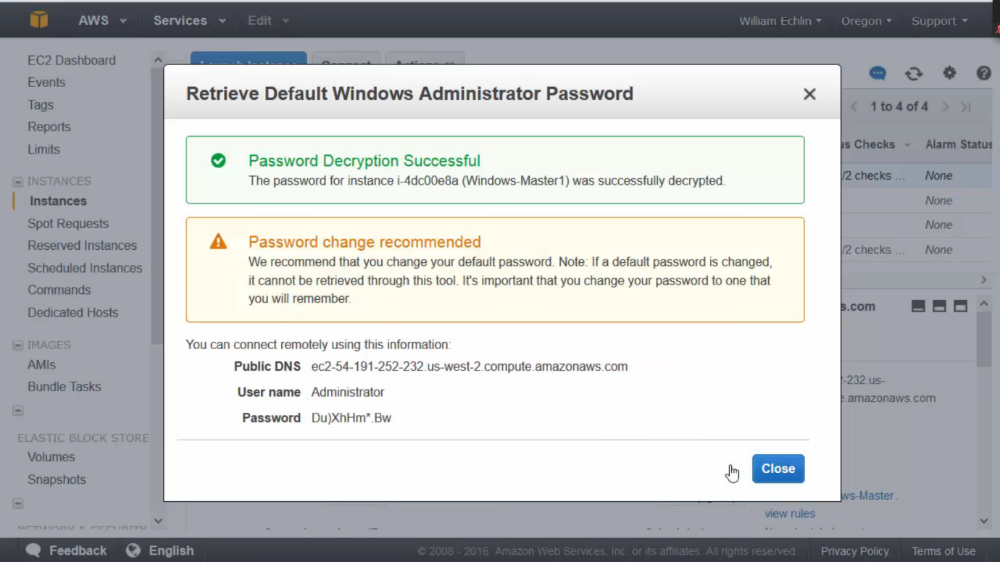 AWS Services Edit William Echlin Oregon Support
EC2 Dashboard
Events
Tags
Reports
Limits
INSTANCES
Instances
Spot Requests
Reserved Instances
Scheduled Instances
Commands
Dedicated Hosts
IMAGES
AMIs
Bundle Tasks
ELASTIC BLOCK STORE
Volumes
Snapshots
NETWORK & SECURITY
Launch Instance Connect Actions
1 to 4 of 4
us Checks Alarm Status
/2 checks ... None
None
None
/2 checks ... None
Retrieve Default Windows Administrator Password
Password Decryption Successful
The password for instance i-4dc00e8a (Windows-Master1) was successfully decrypted.
Password change recommended
We recommend that you change your default password. Note: If a default password is changed,
it cannot be retrieved through this tool. It's important that you change your password to one that
you will remember.
You can connect remotely using this information:
Public DNS ec2-54-191-252-232.us-west-2.compute.amazonaws.com
User name Administrator
Password Du)XhHm*.Bw
Close
s.com
2-232.us-
e.amazonaws.com
ws-Master.
view rules
Feedback English © 2008 - 2016, Amazon Web Services, Inc. or its affiliates. All rights reserved. Privacy Policy Terms of Use